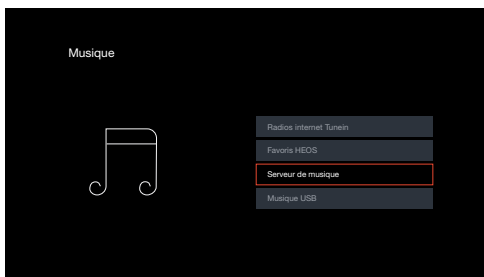 Musique
Radios internet Tunein
Favoris HEOS
Serveur de musique
Musique USB